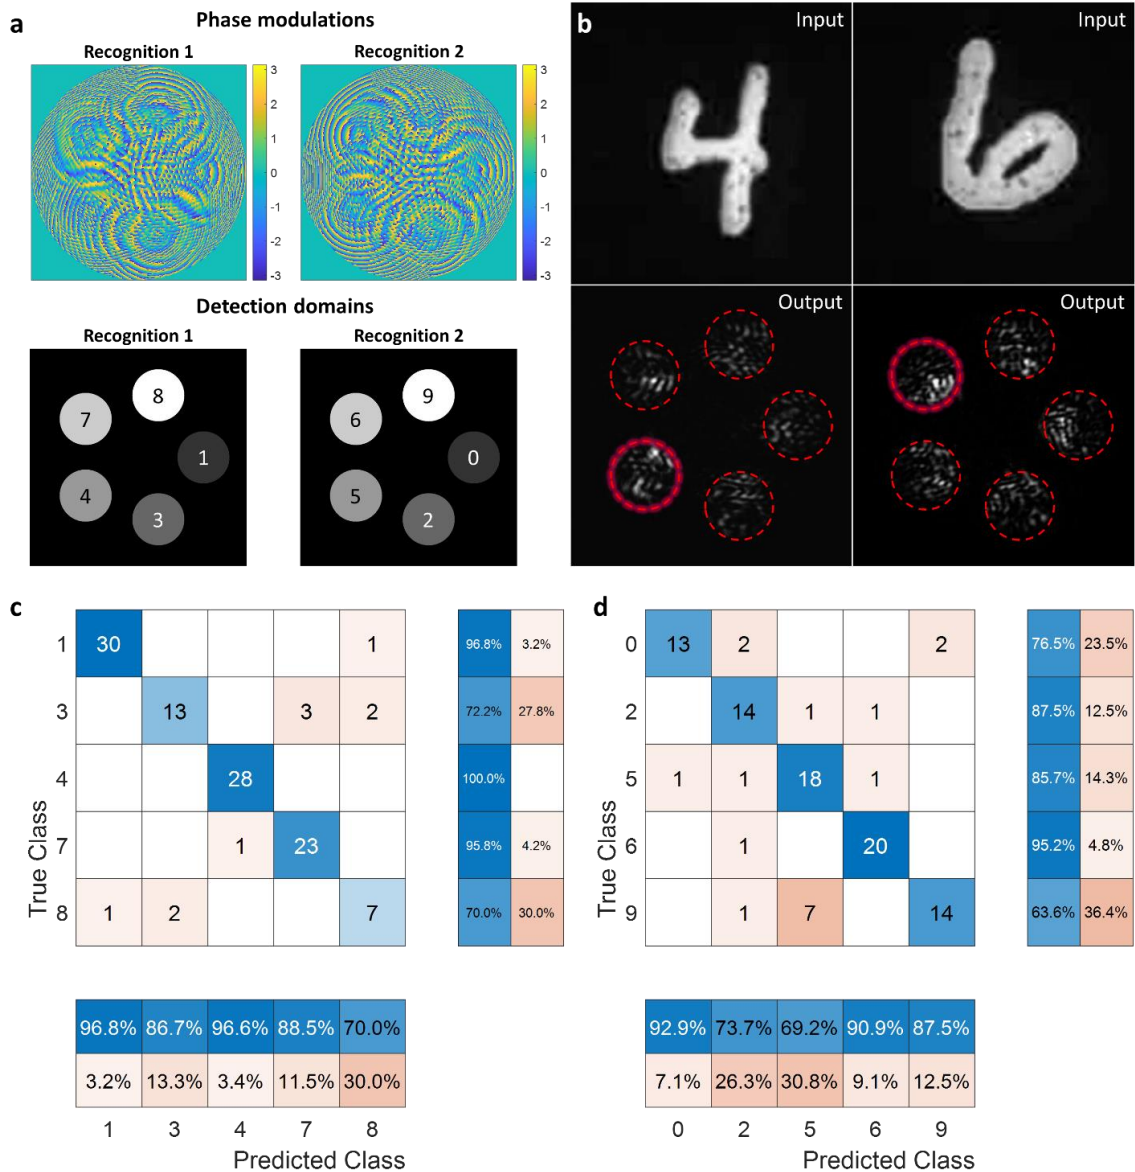 a
Phase modulations
Recognition 1
Recognition 2
3
2
1
0
-1
-2
-3
3
2
1
0
-1
-2
-3
Detection domains
Recognition 1
Recognition 2
8
7
1
4
3
9
6
0
5
2
b
Input
Input
4
6
Output
Output
c
True Class
1 30 1 96.8% 3.2%
3 13 3 2 72.2% 27.8%
4 28 100.0%
7 1 23 95.8% 4.2%
8 1 2 7 70.0% 30.0%
96.8% 86.7% 96.6% 88.5% 70.0%
3.2% 13.3% 3.4% 11.5% 30.0%
1 3 4 7 8
Predicted Class
d
True Class
0 13 2 2 76.5% 23.5%
2 14 1 1 87.5% 12.5%
5 1 1 18 1 85.7% 14.3%
6 1 20 95.2% 4.8%
9 1 7 14 63.6% 36.4%
92.9% 73.7% 69.2% 90.9% 87.5%
7.1% 26.3% 30.8% 9.1% 12.5%
0 2 5 6 9
Predicted Class